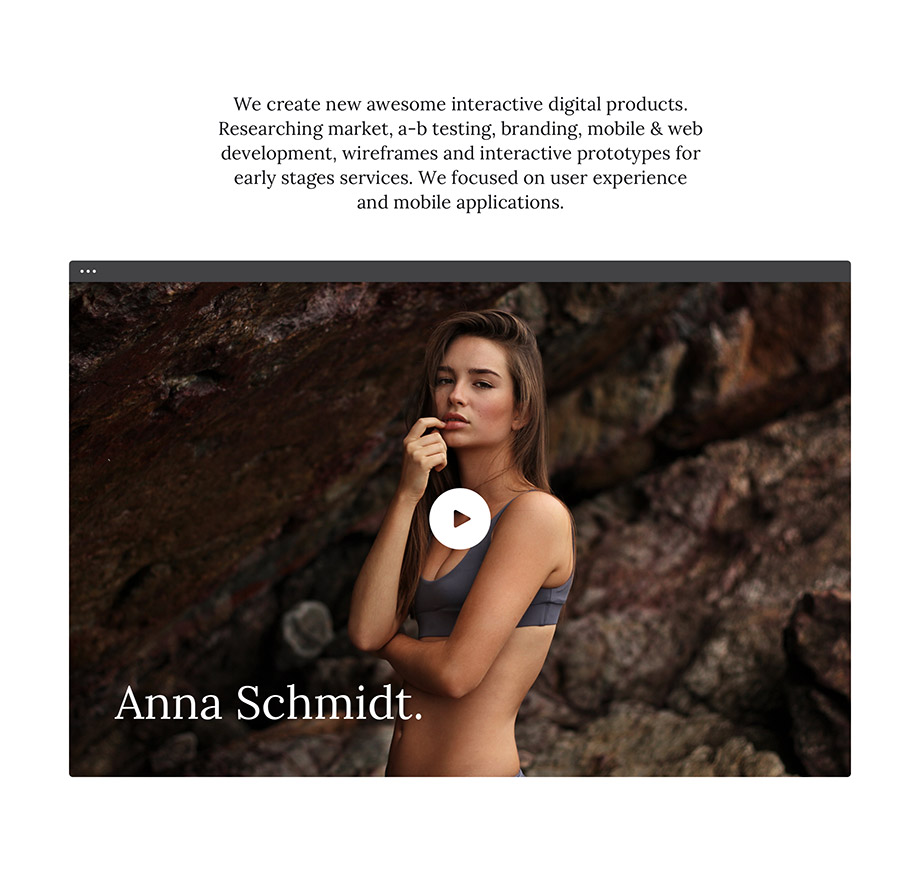 We create new awesome interactive digital products.
Researching market, a-b testing, branding, mobile & web
development, wireframes and interactive prototypes for
early stages services. We focused on user experience
and mobile applications.
Anna Schmidt.